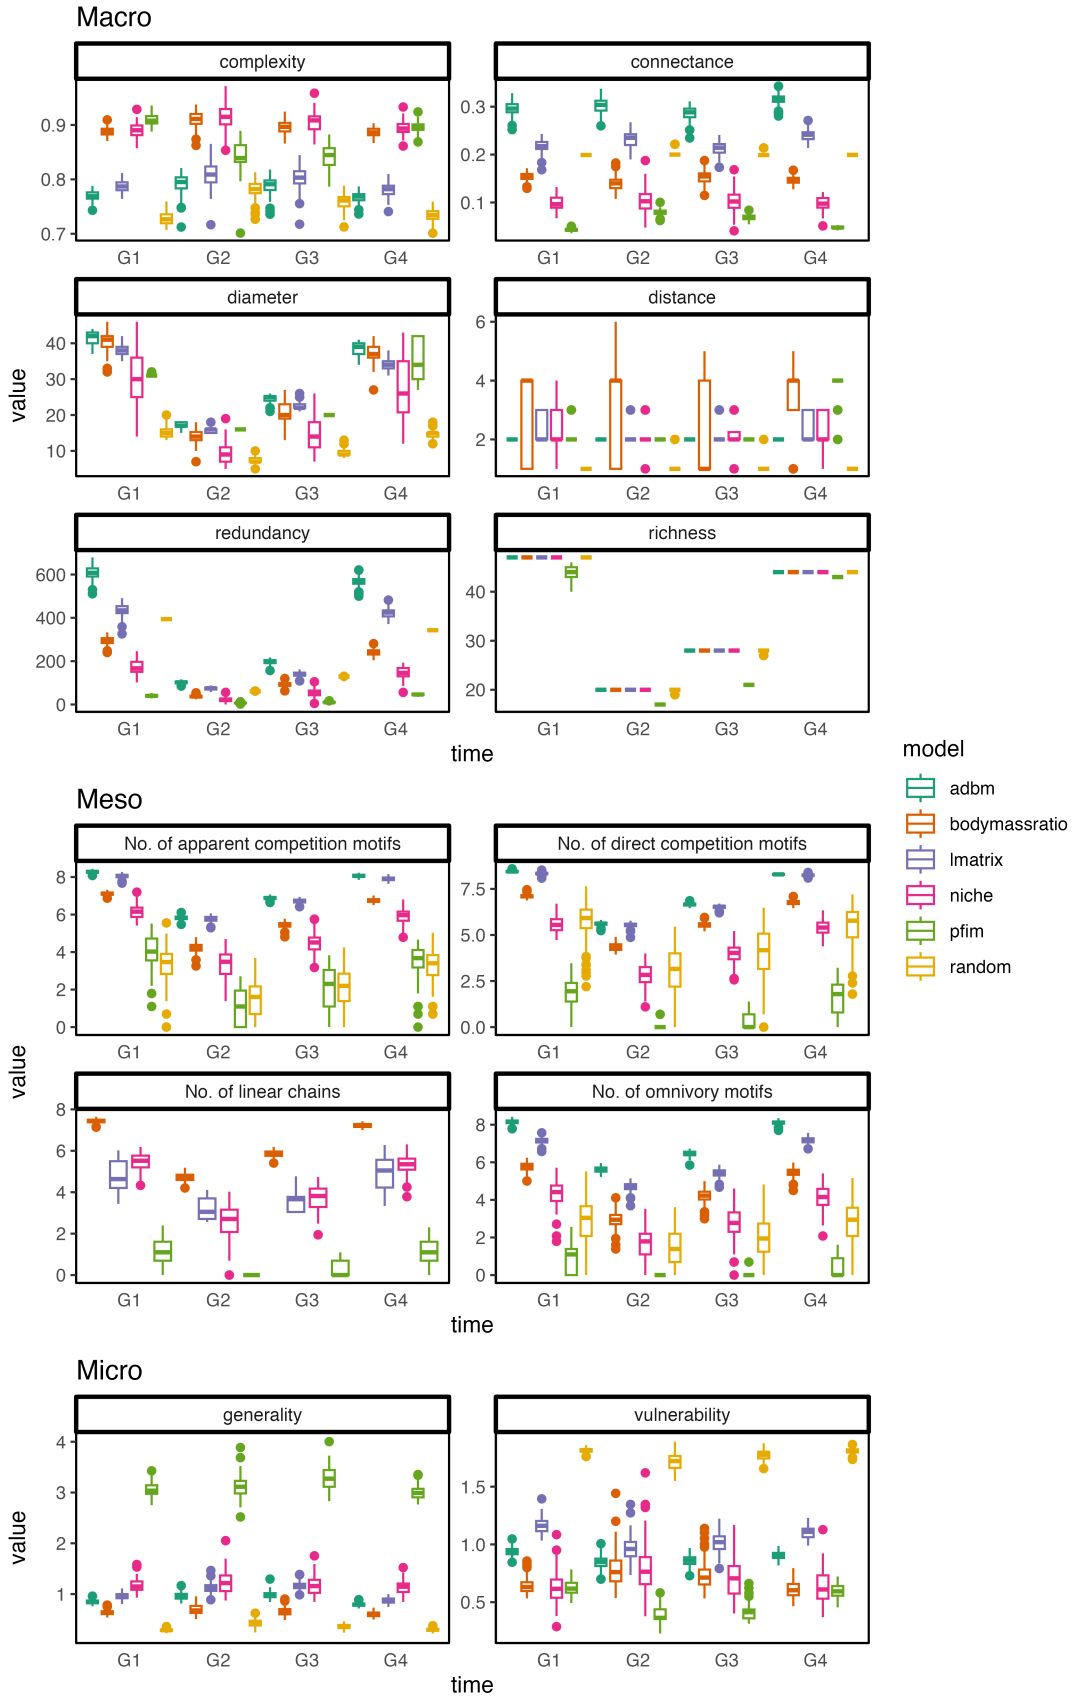 Macro
complexity
connectance
0.9
0.8
0.7
0.3
0.2
0.1
G1 G2 G3 G4
G1 G2 G3 G4
diameter
distance
40
30
20
10
6
4
2
G1 G2 G3 G4
G1 G2 G3 G4
value
redundancy
richness
600
400
200
0
40
30
20
G1 G2 G3 G4
G1 G2 G3 G4
time
Meso
No. of apparent competition motifs
No. of direct competition motifs
8
6
4
2
0
7.5
5.0
2.5
0.0
G1 G2 G3 G4
G1 G2 G3 G4
value
No. of linear chains
No. of omnivory motifs
8
6
4
2
0
8
6
4
2
0
G1 G2 G3 G4
G1 G2 G3 G4
time
Micro
generality
vulnerability
4
3
2
1
1.5
1.0
0.5
value
G1 G2 G3 G4
G1 G2 G3 G4
time
model
adbm
bodymassratio
lmatrix
niche
pfim
random